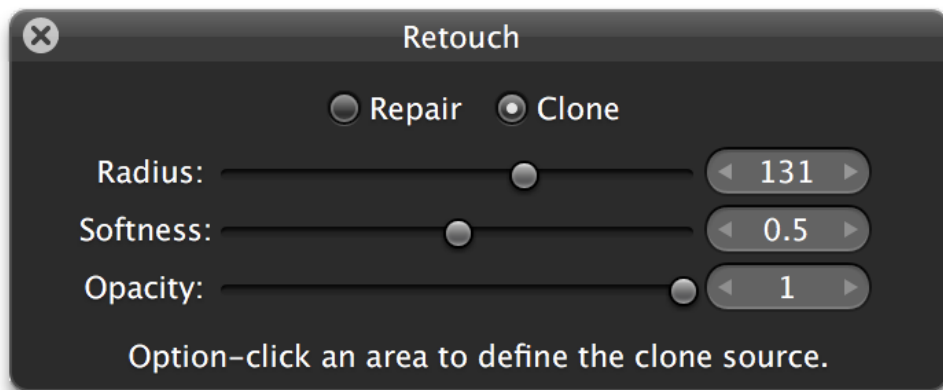 Retouch
Repair Clone
Radius: 131
Softness: 0.5
Opacity: 1
Option-click an area to define the clone source.